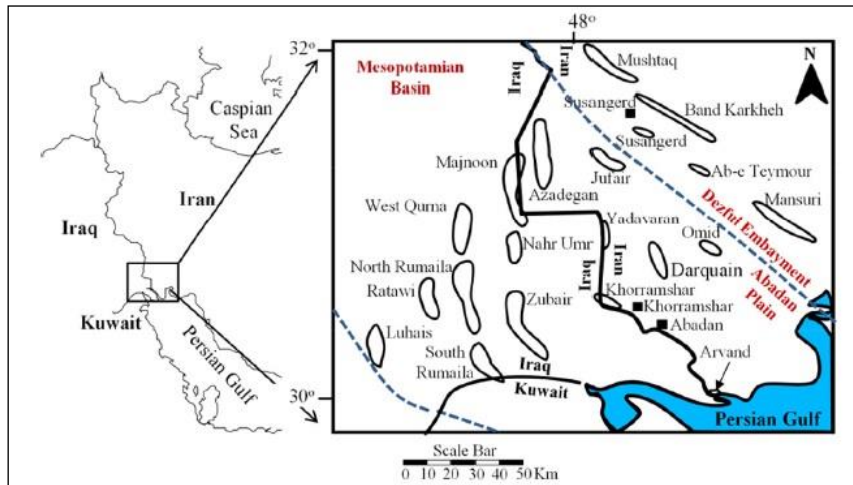 48°
32°
Mesopotamian
Basin
Iran
Iraq
Mushtaq
N
Susangerd
Band Karkheh
Susangerd
Caspian
Sea
Majnoon
Jufair
Ab-e Teymour
Azadegan
Mansuri
Iran
West Qurna
Dezful Embayment
Iraq
Yadavaran
Omid
Nahr Umr
Iran
Iraq
Abadan
Plain
North Rumaila
Darquain
Ratawi
Khorramshar
Zubair
Khorramshar
Kuwait
Abadan
Luhais
Persian Gulf
South
Rumaila
Iraq
Arvand
Kuwait
30°
Persian Gulf
Scale Bar
0 10 20 30 40 50 Km